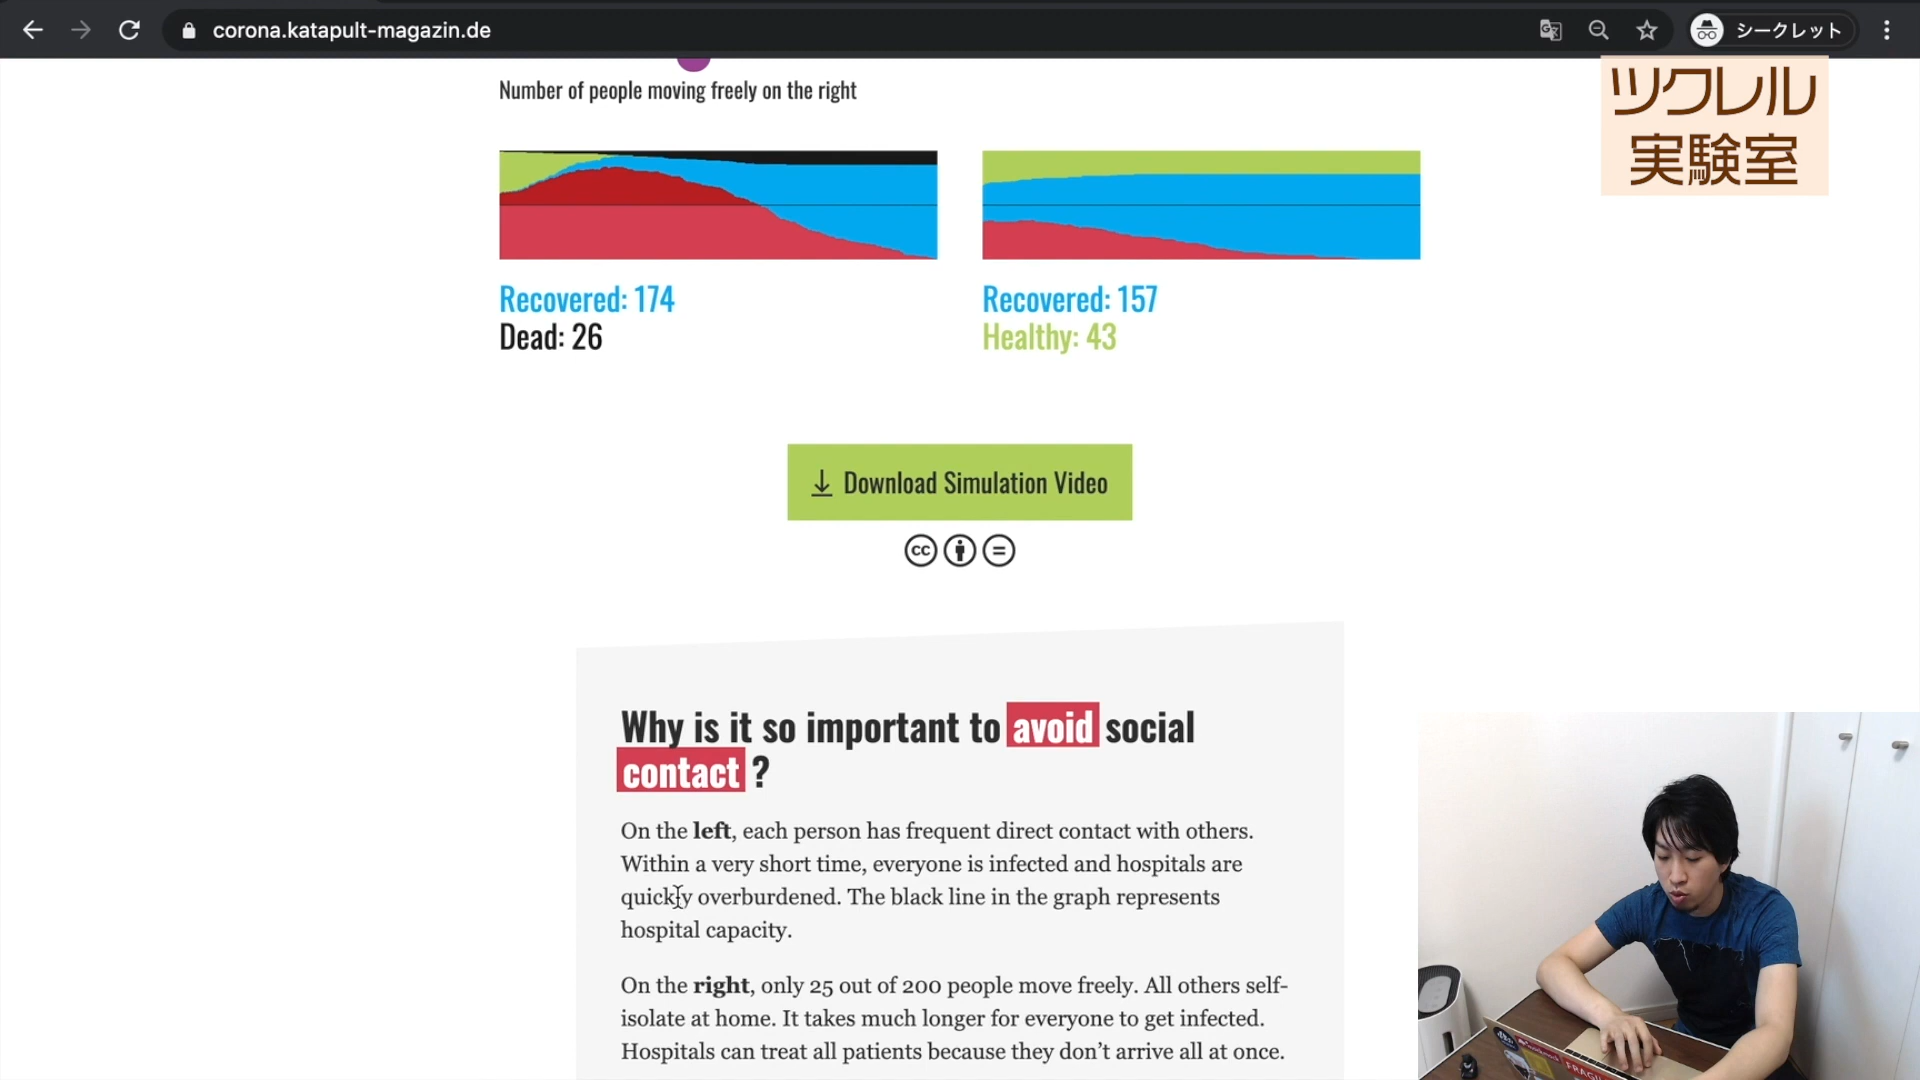 corona.katapult-magazin.de
シークレット
ツクレル
実験室
Number of people moving freely on the right
Recovered: 174
Dead: 26
Recovered: 157
Healthy: 43
Download Simulation Video
cc
Why is it so important to avoid social
contact ?
On the left, each person has frequent direct contact with others.
Within a very short time, everyone is infected and hospitals are
quickly overburdened. The black line in the graph represents
hospital capacity.
On the right, only 25 out of 200 people move freely. All others self-
isolate at home. It takes much longer for everyone to get infected.
Hospitals can treat all patients because they don't arrive all at once.